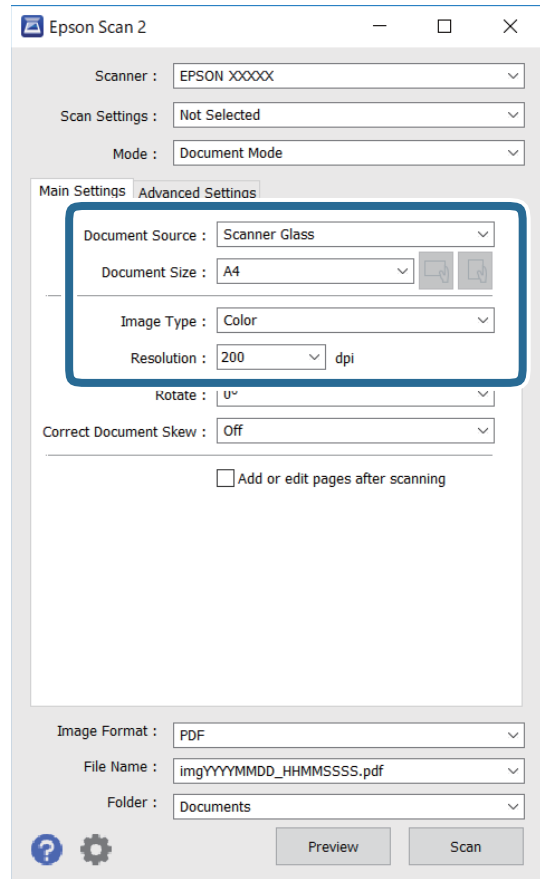 Epson Scan 2
Scanner : EPSON XXXXX
Scan Settings : Not Selected
Mode : Document Mode
Main Settings Advanced Settings
Document Source : Scanner Glass
Document Size : A4
Image Type : Color
Resolution : 200 dpi
Rotate : 0°
Correct Document Skew : Off
Add or edit pages after scanning
Image Format : PDF
File Name : imgYYYYMMDD_HHMMSSSS.pdf
Folder : Documents
? Preview Scan